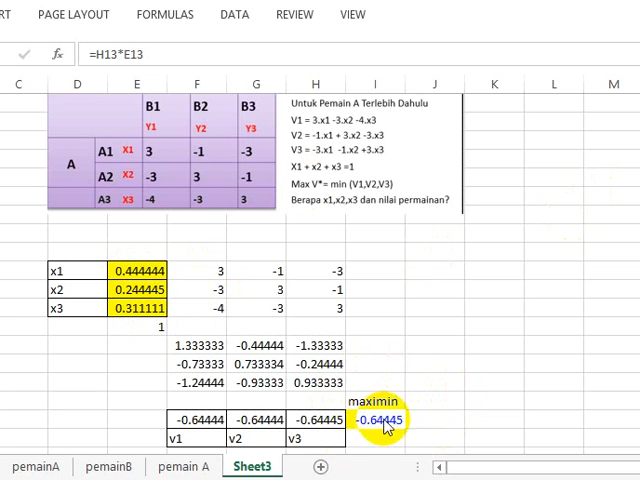 RT PAGE LAYOUT FORMULAS DATA REVIEW VIEW
fx =H13*E13
C D E F G H I J K L M
B1 B2 B3
Y1 Y2 Y3
A A1 X1 3 -1 -3
A2 X2 -3 3 -1
A3 X3 -4 -3 3
Untuk Pemain A Terlebih Dahulu
V1 = 3.x1 -3.x2 -4.x3
V2 = -1.x1 + 3.x2 -3.x3
V3 = -3.x1 -1.x2 +3.x3
X1 + x2 + x3 =1
Max V*= min (V1,V2,V3)
Berapa x1,x2,x3 dan nilai permainan?
x1 0.444444 3 -1 -3
x2 0.244445 -3 3 -1
x3 0.311111 -4 -3 3
1
1.333333 -0.44444 -1.33333
-0.73333 0.733334 -0.24444
-1.24444 -0.93333 0.933333
maximin
-0.64444 -0.64444 -0.64445 -0.64445
v1 v2 v3
pemainA pemainB pemain A Sheet3